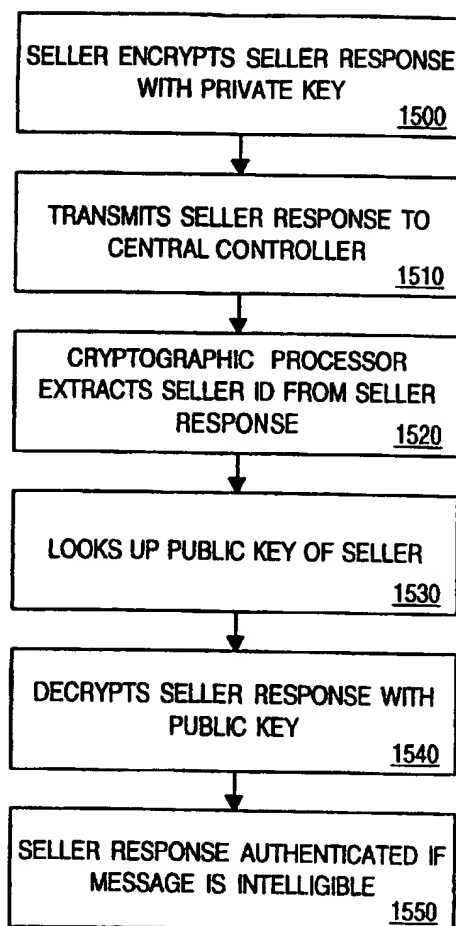 SELLER ENCRYPTS SELLER RESPONSE
WITH PRIVATE KEY
1500
TRANSMITS SELLER RESPONSE TO
CENTRAL CONTROLLER
1510
CRYPTOGRAPHIC PROCESSOR
EXTRACTS SELLER ID FROM SELLER
RESPONSE
1520
LOOKS UP PUBLIC KEY OF SELLER
1530
DECRYPTS SELLER RESPONSE WITH
PUBLIC KEY
1540
SELLER RESPONSE AUTHENTICATED IF
MESSAGE IS INTELLIGIBLE
1550